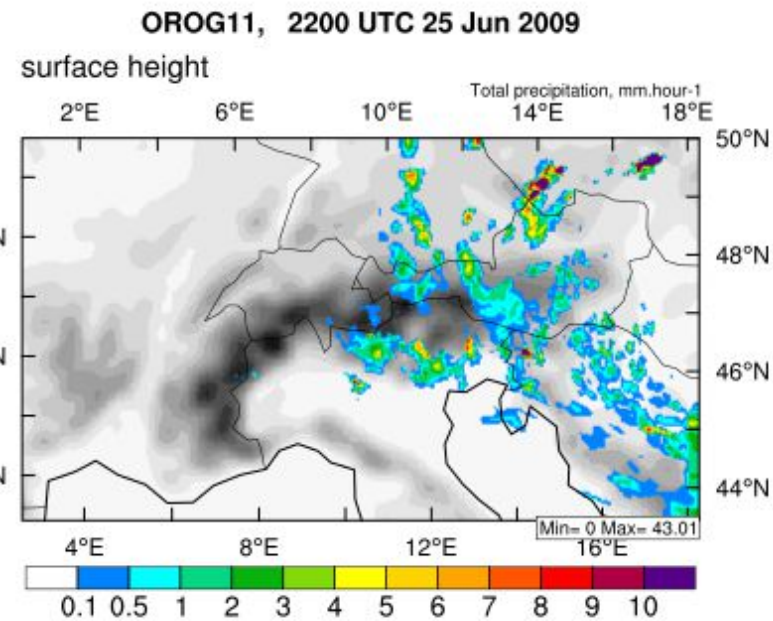 OROG11, 2200 UTC 25 Jun 2009
surface height
Total precipitation, mm.hour-1
2°E 6°E 10°E 14°E 18°E
50°N
48°N
46°N
44°N
Min= 0 Max= 43.01
4°E 8°E 12°E 16°E
0.1 0.5 1 2 3 4 5 6 7 8 9 10